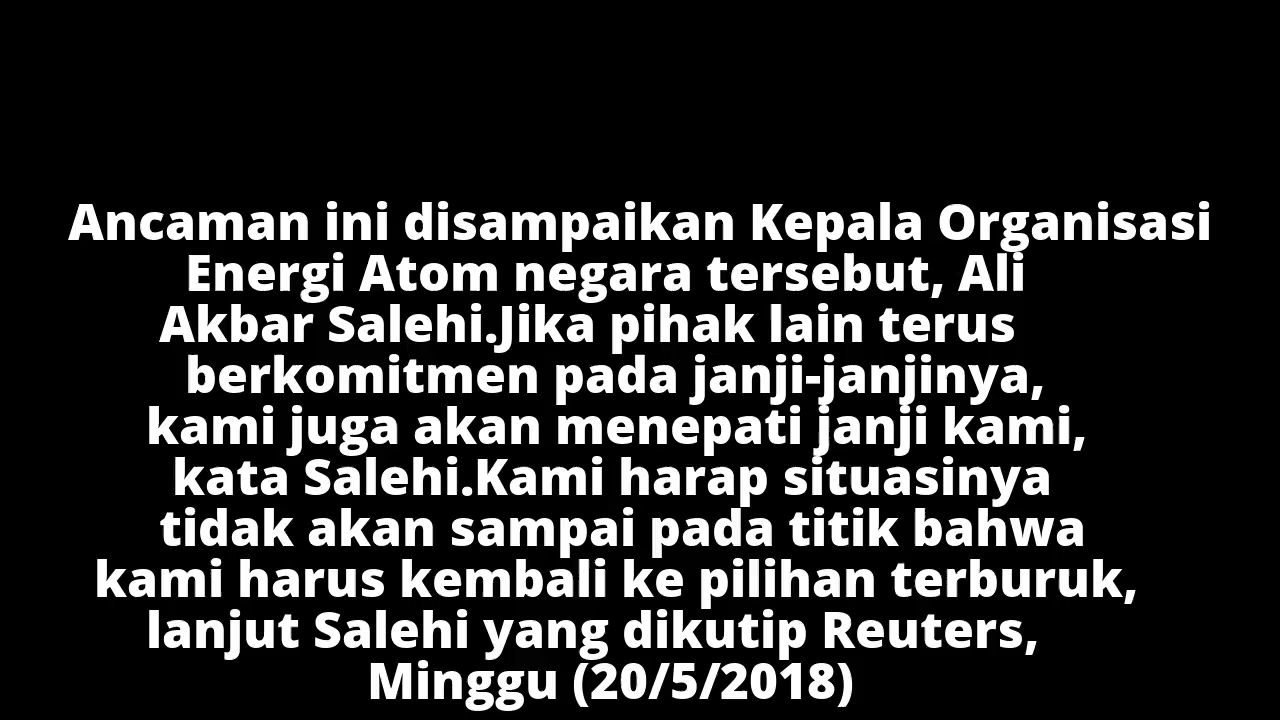 Ancaman ini disampaikan Kepala Organisasi
Energi Atom negara tersebut, Ali
Akbar Salehi.Jika pihak lain terus
berkomitmen pada janji-janjinya,
kami juga akan menepati janji kami,
kata Salehi.Kami harap situasinya
tidak akan sampai pada titik bahwa
kami harus kembali ke pilihan terburuk,
lanjut Salehi yang dikutip Reuters,
Minggu (20/5/2018)